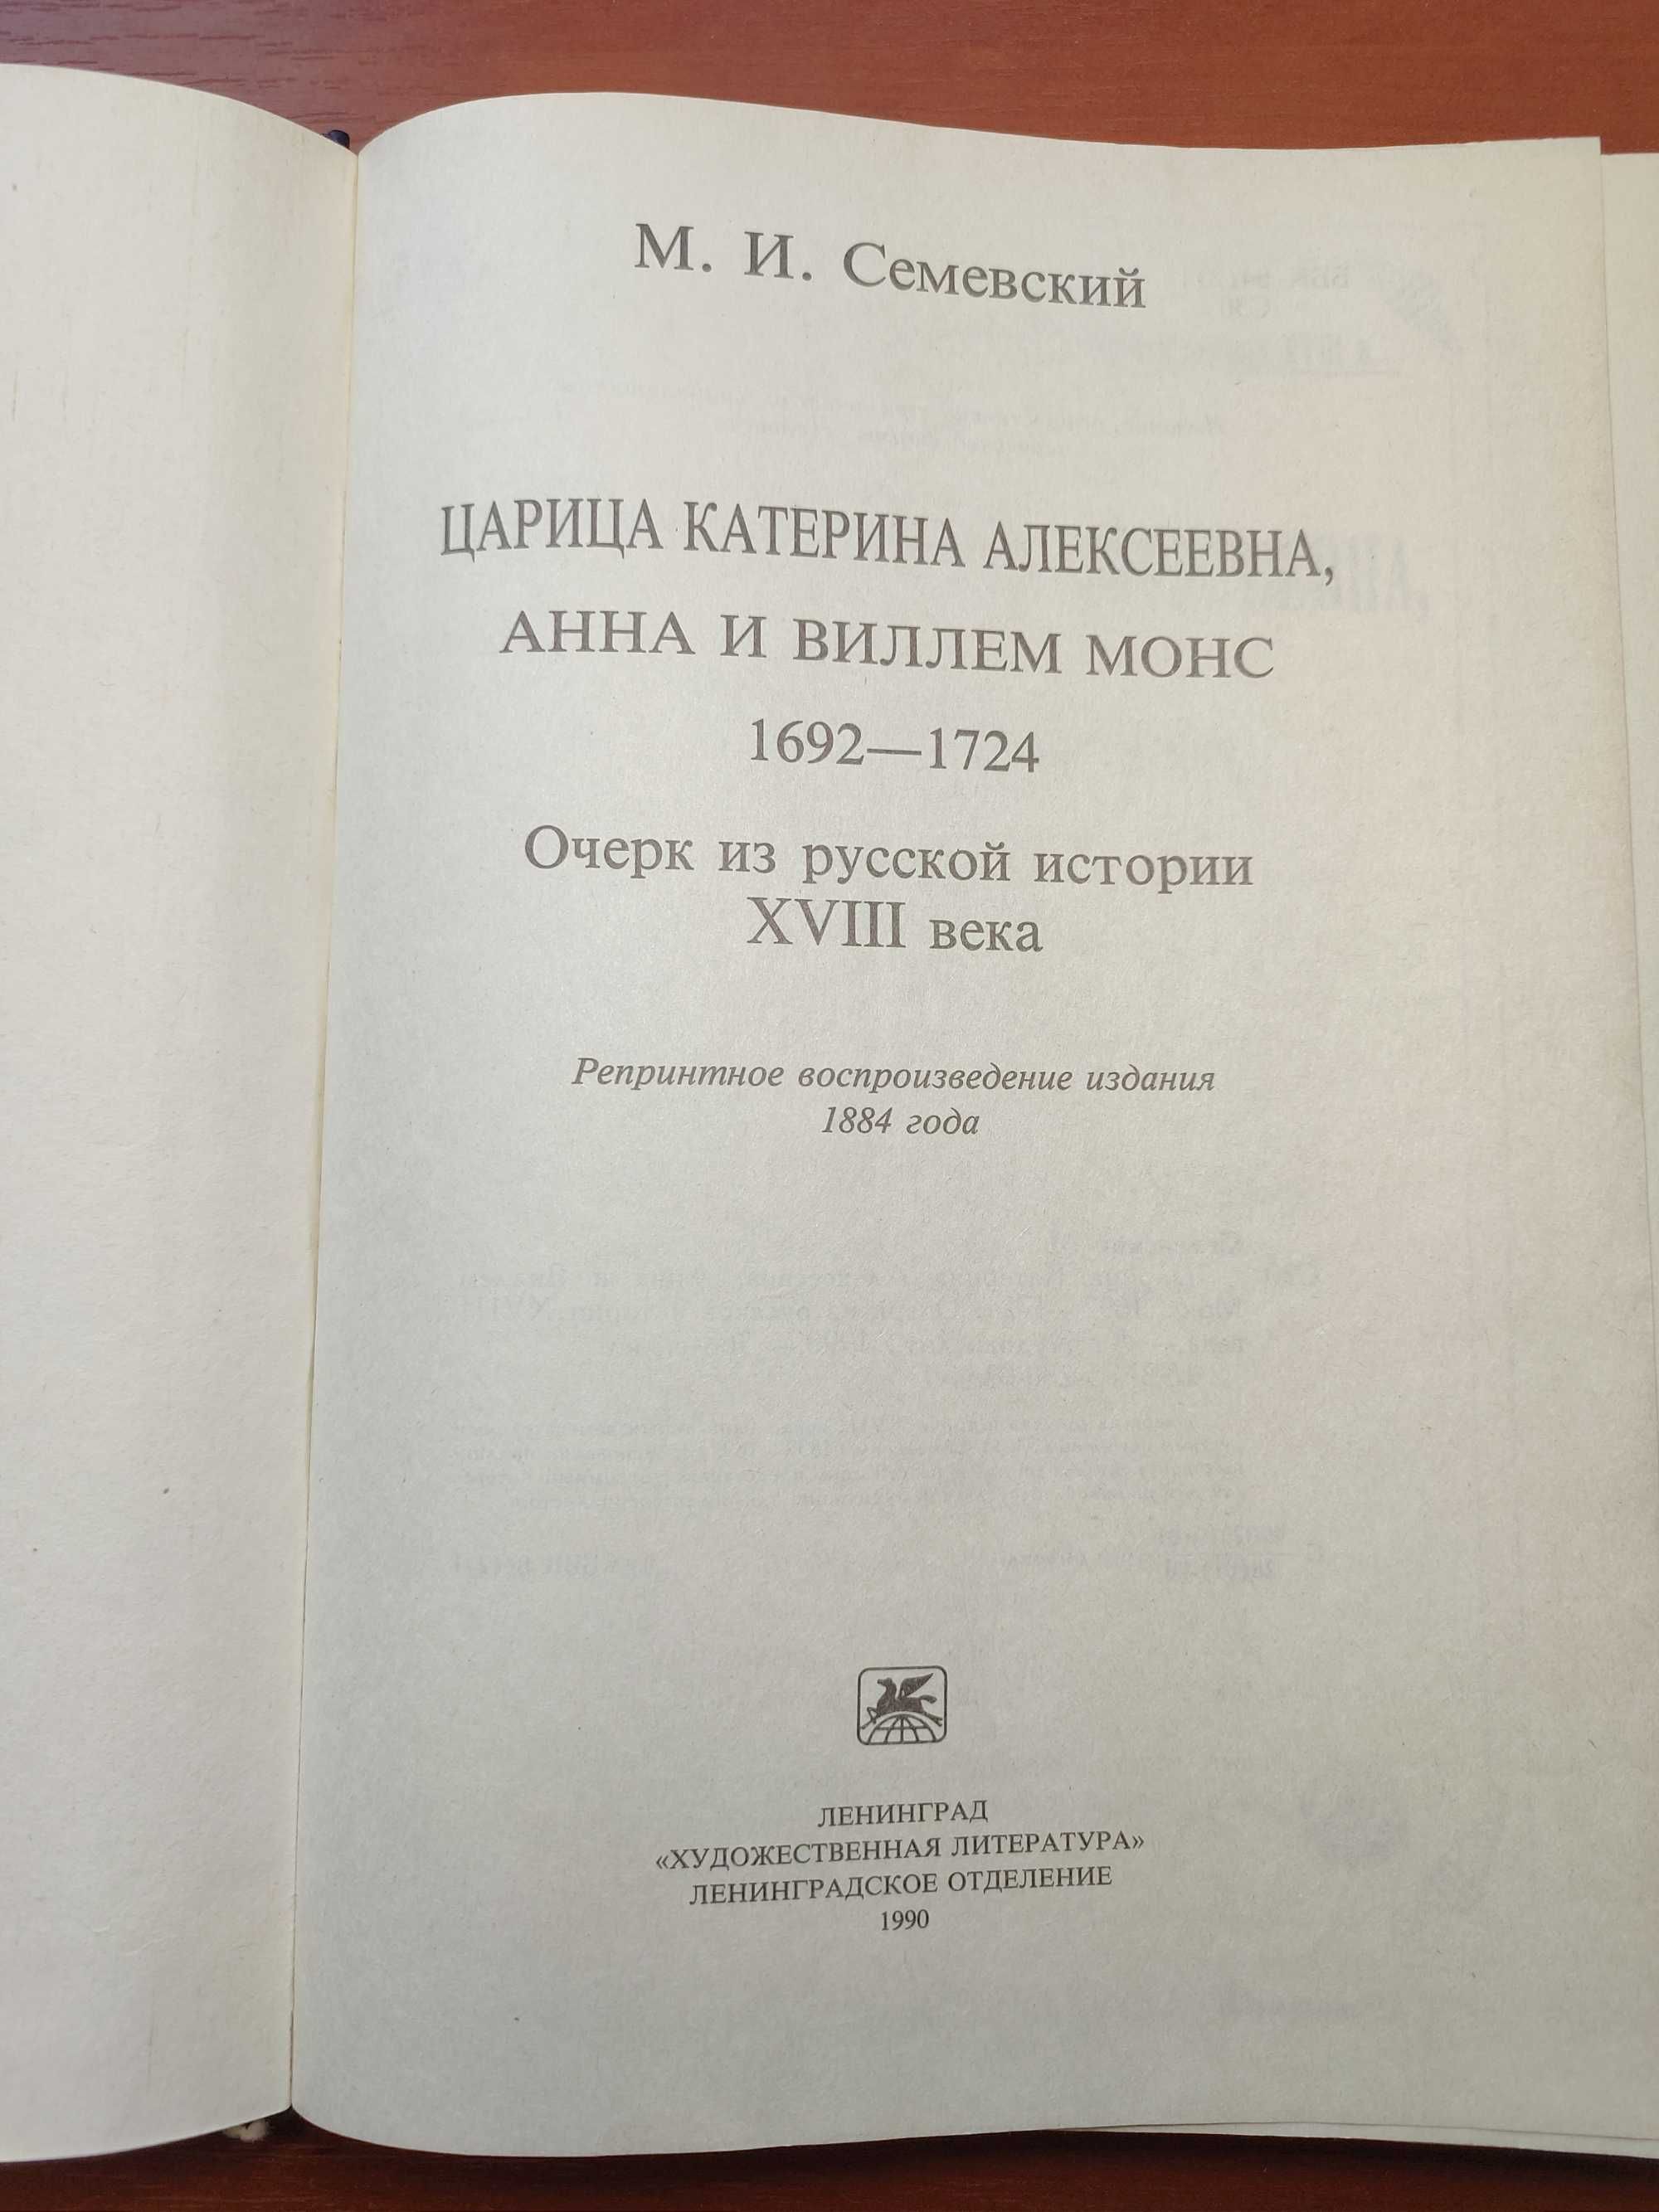 М. И. Семевский
ЦАРИЦА КАТЕРИНА АЛЕКСЕЕВНА,
АННА И ВИЛЛЕМ МОНС
1692—1724
Очерк из русской истории
XVIII века
Репринтное воспроизведение издания
1884 года
ЛЕНИНГРАД
«ХУДОЖЕСТВЕННАЯ ЛИТЕРАТУРА»
ЛЕНИНГРАДСКОЕ ОТДЕЛЕНИЕ
1990